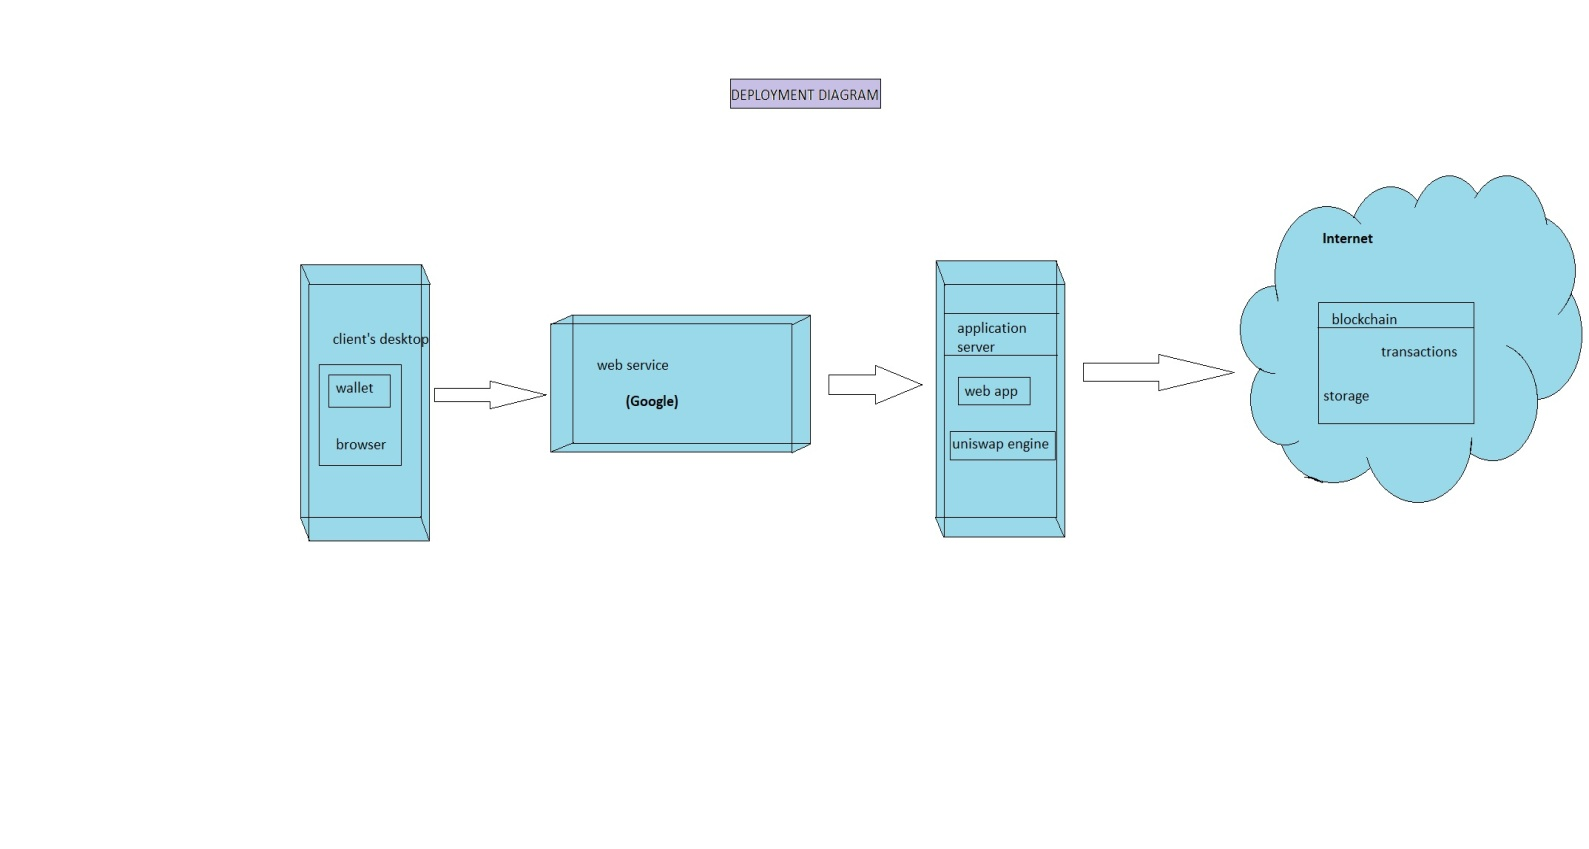 DEPLOYMENT DIAGRAM
client's desktop
wallet
browser
web service
(Google)
application
server
web app
uniswap engine
Internet
blockchain
transactions
storage